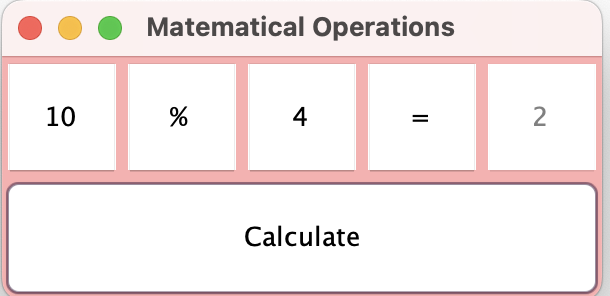 Matematical Operations
10 % 4 = 2
Calculate